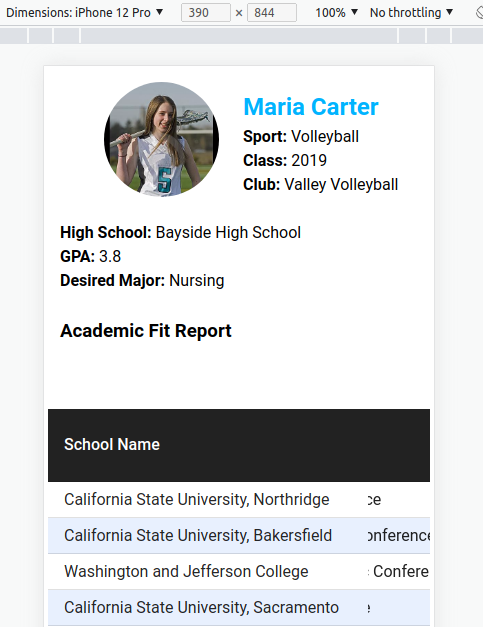 Dimensions: iPhone 12 Pro ▼ 390 × 844 100% ▼ No throttling ▼
Maria Carter
Sport: Volleyball
Class: 2019
Club: Valley Volleyball
5
High School: Bayside High School
GPA: 3.8
Desired Major: Nursing
Academic Fit Report
School Name
California State University, Northridge ce
California State University, Bakersfield onference
Washington and Jefferson College Confere
California State University, Sacramento e